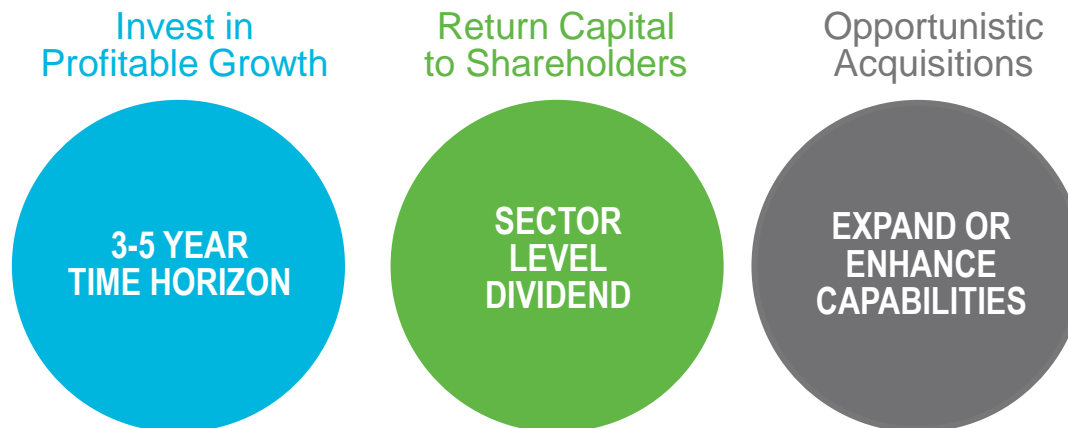 Invest in
Profitable Growth
Return Capital
to Shareholders
Opportunistic
Acquisitions
3-5 YEAR
TIME HORIZON
SECTOR
LEVEL
DIVIDEND
EXPAND OR
ENHANCE
CAPABILITIES